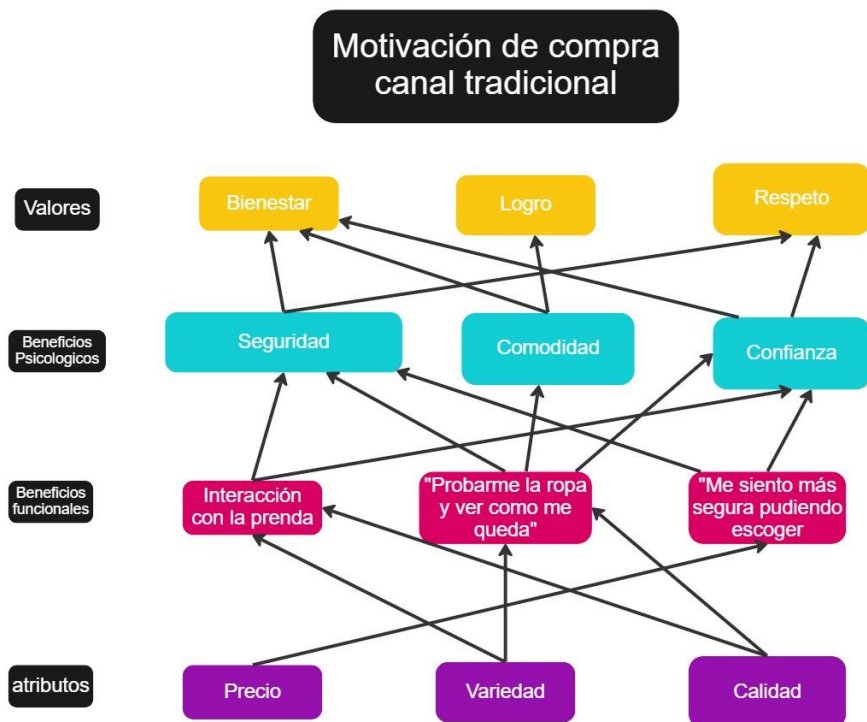 Motivación de compra
canal tradicional
Valores
Bienestar
Logro
Respeto
Beneficios
Psicologicos
Seguridad
Comodidad
Confianza
Beneficios
funcionales
Interacción
con la prenda
"Probarme la ropa
y ver como me
queda"
"Me siento más
segura pudiendo
escoger
atributos
Precio
Variedad
Calidad